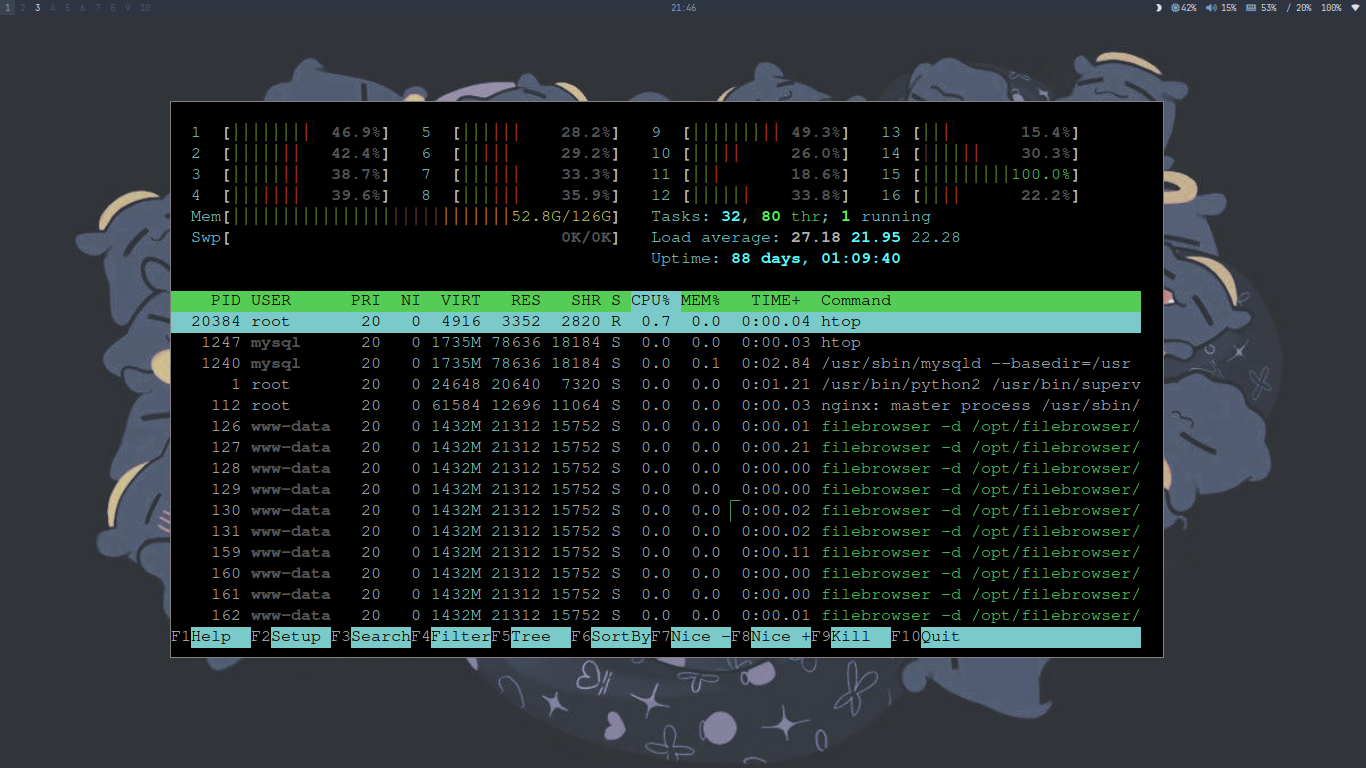 1 2 3 4 5 6 7 8 9 10 21:46 42% 15% 53% / 20% 100%
1 [|||||||| 46.9%] 5 [|||||| 28.2%] 9 [||||||||| 49.3%] 13 [||| 15.4%]
2 [||||||| 42.4%] 6 [||||| 29.2%] 10 [||||| 26.0%] 14 [|||||| 30.3%]
3 [||||||| 38.7%] 7 [|||||| 33.3%] 11 [||| 18.6%] 15 [|||||||||100.0%]
4 [||||||| 39.6%] 8 [|||||| 35.9%] 12 [|||||| 33.8%] 16 [|||| 22.2%]
Mem[||||||||||||||||||||||||||||52.8G/126G] Tasks: 32, 80 thr; 1 running
Swp[ 0K/0K] Load average: 27.18 21.95 22.28
Uptime: 88 days, 01:09:40
PID USER PRI NI VIRT RES SHR S CPU% MEM% TIME+ Command
20384 root 20 0 4916 3352 2820 R 0.7 0.0 0:00.04 htop
1247 mysql 20 0 1735M 78636 18184 S 0.0 0.0 0:00.03 htop
1240 mysql 20 0 1735M 78636 18184 S 0.0 0.1 0:02.84 /usr/sbin/mysqld --basedir=/usr
1 root 20 0 24648 20640 7320 S 0.0 0.0 0:01.21 /usr/bin/python2 /usr/bin/superv
112 root 20 0 61584 12696 11064 S 0.0 0.0 0:00.03 nginx: master process /usr/sbin/
126 www-data 20 0 1432M 21312 15752 S 0.0 0.0 0:00.01 filebrowser -d /opt/filebrowser/
127 www-data 20 0 1432M 21312 15752 S 0.0 0.0 0:00.21 filebrowser -d /opt/filebrowser/
128 www-data 20 0 1432M 21312 15752 S 0.0 0.0 0:00.00 filebrowser -d /opt/filebrowser/
129 www-data 20 0 1432M 21312 15752 S 0.0 0.0 0:00.00 filebrowser -d /opt/filebrowser/
130 www-data 20 0 1432M 21312 15752 S 0.0 0.0 0:00.02 filebrowser -d /opt/filebrowser/
131 www-data 20 0 1432M 21312 15752 S 0.0 0.0 0:00.02 filebrowser -d /opt/filebrowser/
159 www-data 20 0 1432M 21312 15752 S 0.0 0.0 0:00.11 filebrowser -d /opt/filebrowser/
160 www-data 20 0 1432M 21312 15752 S 0.0 0.0 0:00.00 filebrowser -d /opt/filebrowser/
161 www-data 20 0 1432M 21312 15752 S 0.0 0.0 0:00.00 filebrowser -d /opt/filebrowser/
162 www-data 20 0 1432M 21312 15752 S 0.0 0.0 0:00.01 filebrowser -d /opt/filebrowser/
F1Help F2Setup F3SearchF4FilterF5Tree F6SortByF7Nice -F8Nice +F9Kill F10Quit